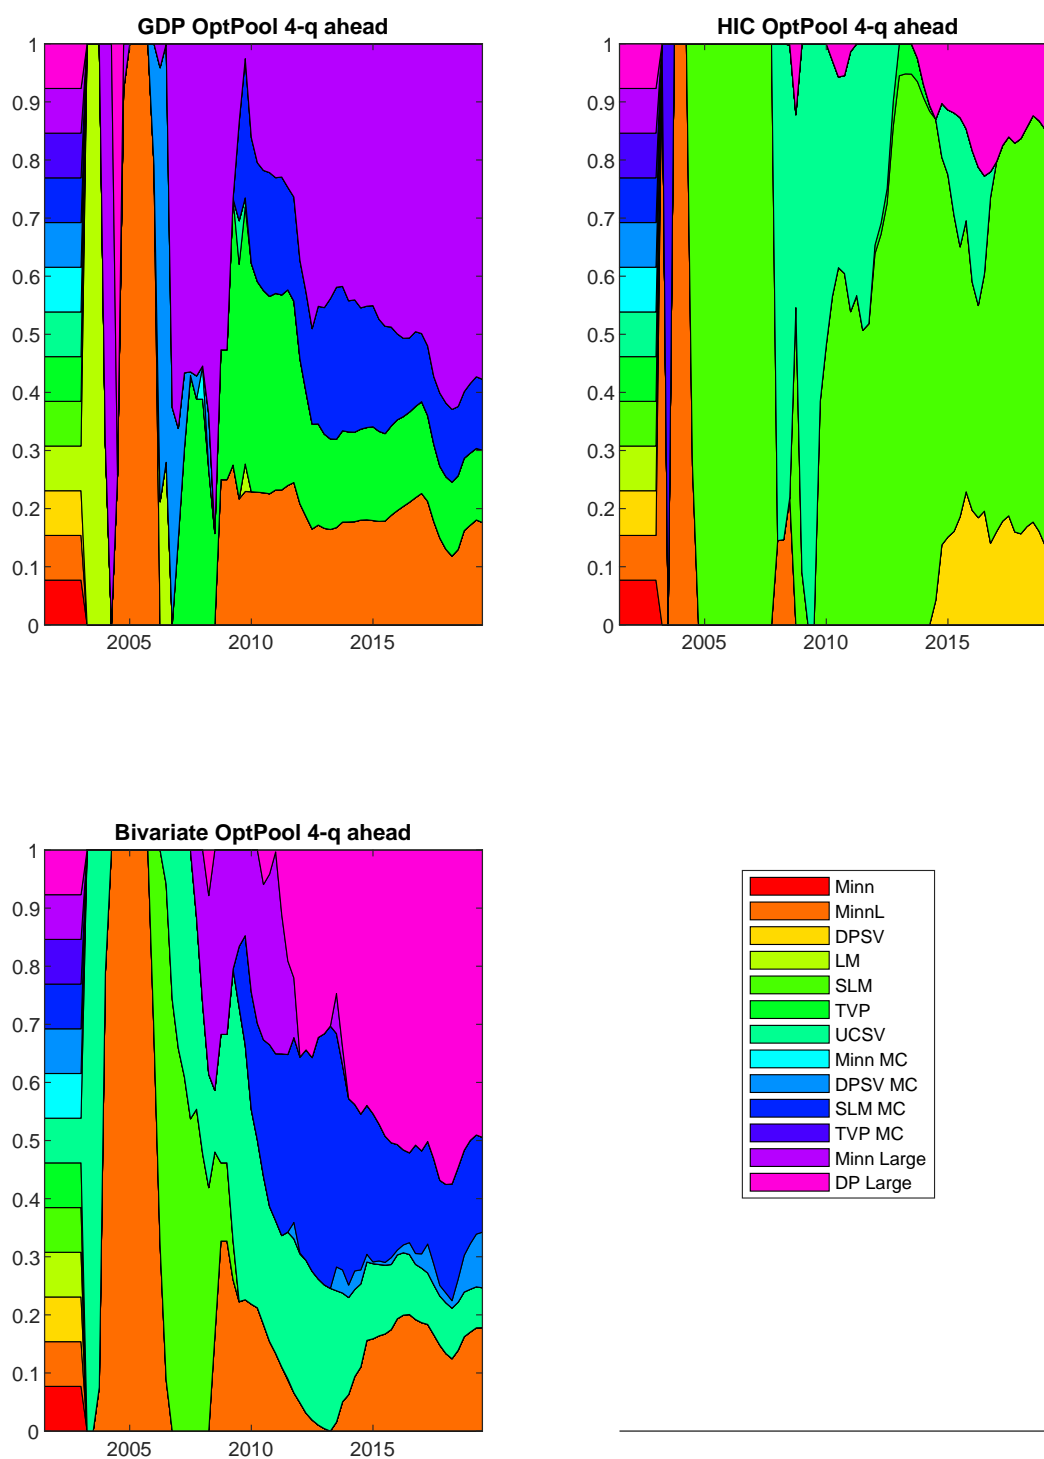 GDP OptPool 4-q ahead
1
0.9
0.8
0.7
0.6
0.5
0.4
0.3
0.2
0.1
0
2005 2010 2015
HIC OptPool 4-q ahead
1
0.9
0.8
0.7
0.6
0.5
0.4
0.3
0.2
0.1
0
2005 2010 2015
Bivariate OptPool 4-q ahead
1
0.9
0.8
0.7
0.6
0.5
0.4
0.3
0.2
0.1
0
2005 2010 2015
Minn
MinnL
DPSV
LM
SLM
TVP
UCSV
Minn MC
DPSV MC
SLM MC
TVP MC
Minn Large
DP Large